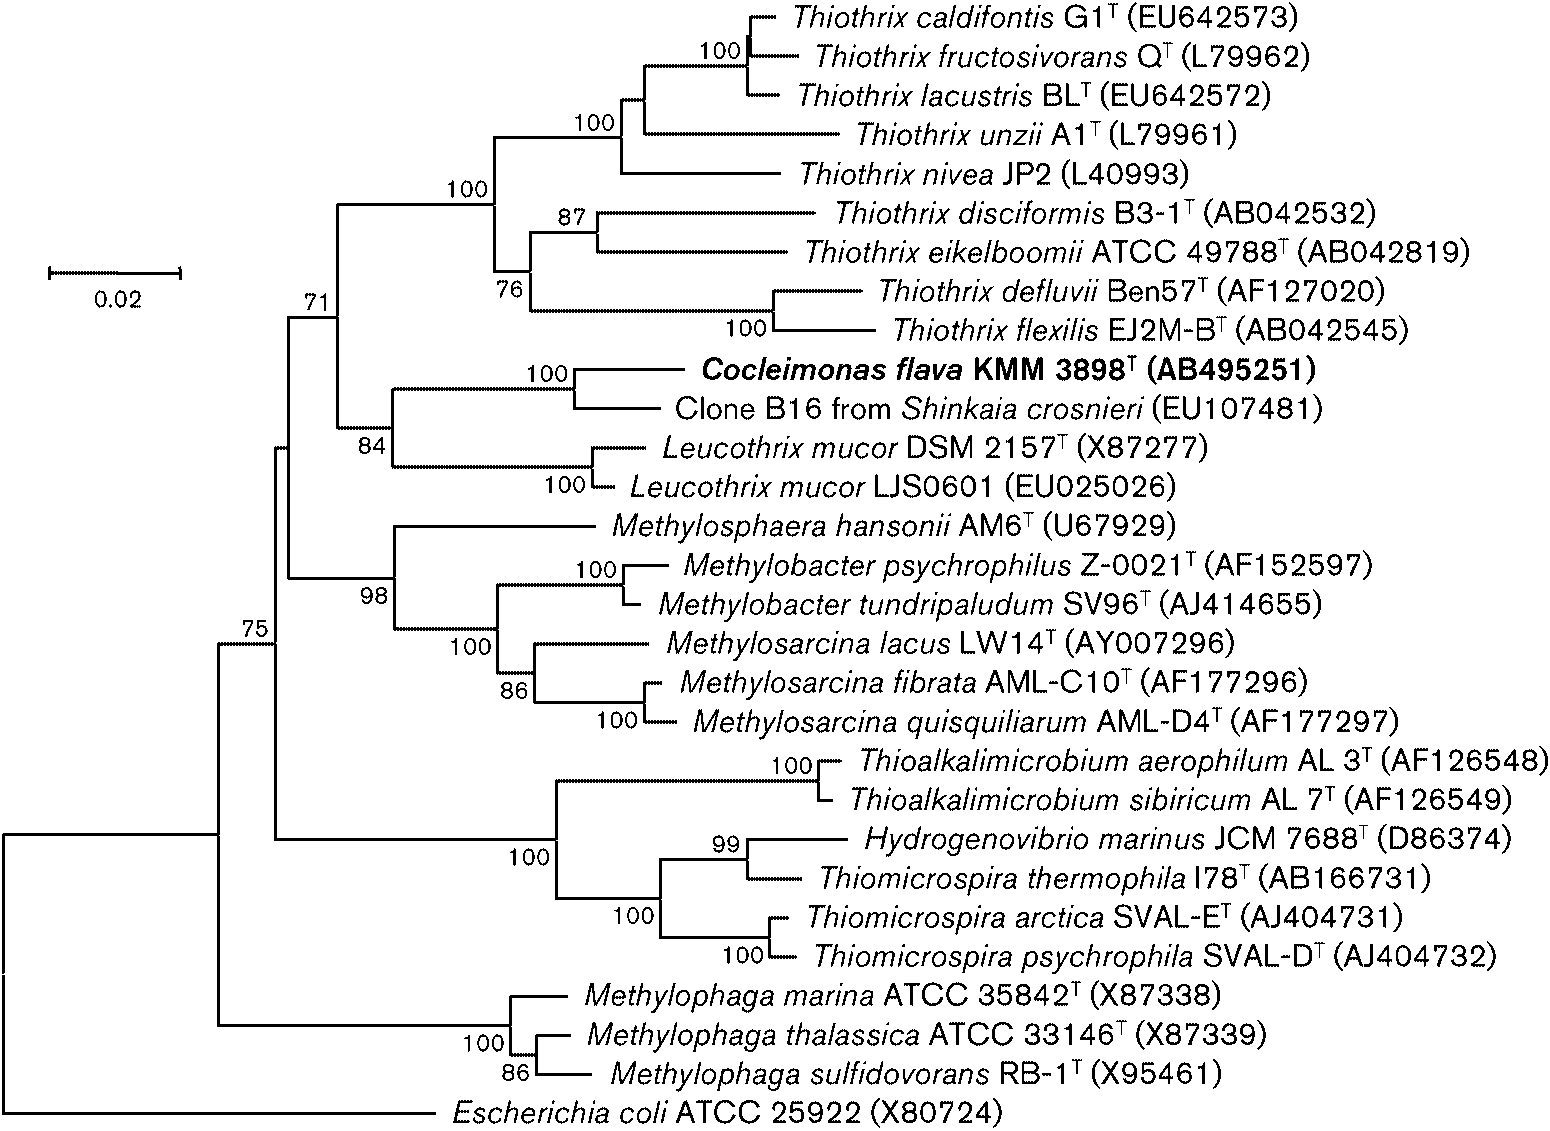 Thiothrix caldifontis G1ᵀ (EU642573)
100
Thiothrix fructosivorans Qᵀ (L79962)
Thiothrix lacustris BLᵀ (EU642572)
100
Thiothrix unzii A1ᵀ (L79961)
Thiothrix nivea JP2 (L40993)
100
87
Thiothrix disciformis B3-1ᵀ (AB042532)
Thiothrix eikelboomii ATCC 49788ᵀ (AB042819)
0.02
76
Thiothrix defluvii Ben57ᵀ (AF127020)
71
100
Thiothrix flexilis EJ2M-Bᵀ (AB042545)
100
Cocleimonas flava KMM 3898ᵀ (AB495251)
Clone B16 from Shinkaia crosnieri (EU107481)
84
Leucothrix mucor DSM 2157ᵀ (X87277)
100
Leucothrix mucor LJS0601 (EU025026)
Methylosphaera hansonii AM6ᵀ (U67929)
100
Methylobacter psychrophilus Z-0021ᵀ (AF152597)
98
Methylobacter tundripaludum SV96ᵀ (AJ414655)
75
100
Methylosarcina lacus LW14ᵀ (AY007296)
86
Methylosarcina fibrata AML-C10ᵀ (AF177296)
100
Methylosarcina quisquiliarum AML-D4ᵀ (AF177297)
100
Thioalkalimicrobium aerophilum AL 3ᵀ (AF126548)
Thioalkalimicrobium sibiricum AL 7ᵀ (AF126549)
99
Hydrogenovibrio marinus JCM 7688ᵀ (D86374)
100
Thiomicrospira thermophila I78ᵀ (AB166731)
100
Thiomicrospira arctica SVAL-Eᵀ (AJ404731)
100
Thiomicrospira psychrophila SVAL-Dᵀ (AJ404732)
Methylophaga marina ATCC 35842ᵀ (X87338)
100
Methylophaga thalassica ATCC 33146ᵀ (X87339)
86
Methylophaga sulfidovorans RB-1ᵀ (X95461)
Escherichia coli ATCC 25922 (X80724)